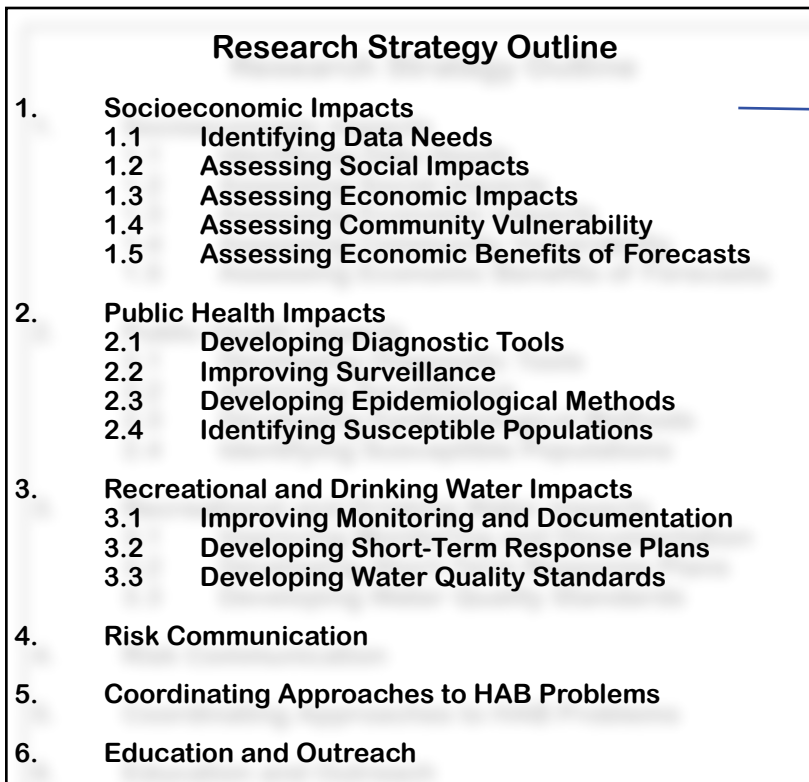 Research Strategy Outline
1. Socioeconomic Impacts
1.1 Identifying Data Needs
1.2 Assessing Social Impacts
1.3 Assessing Economic Impacts
1.4 Assessing Community Vulnerability
1.5 Assessing Economic Benefits of Forecasts
2. Public Health Impacts
2.1 Developing Diagnostic Tools
2.2 Improving Surveillance
2.3 Developing Epidemiological Methods
2.4 Identifying Susceptible Populations
3. Recreational and Drinking Water Impacts
3.1 Improving Monitoring and Documentation
3.2 Developing Short-Term Response Plans
3.3 Developing Water Quality Standards
4. Risk Communication
5. Coordinating Approaches to HAB Problems
6. Education and Outreach